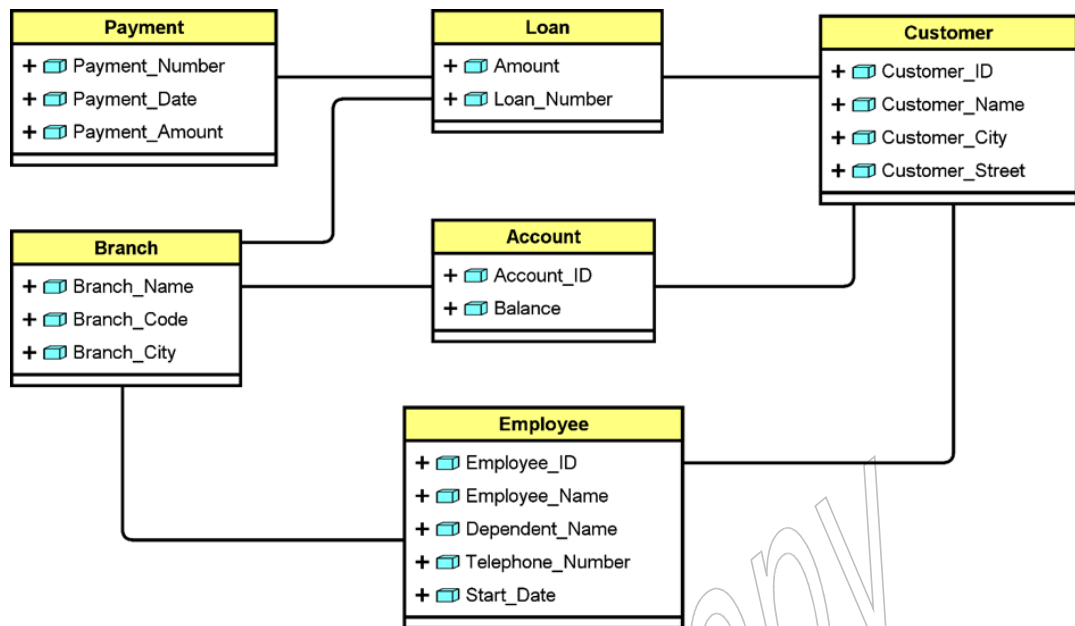 Payment
+ Payment_Number
+ Payment_Date
+ Payment_Amount
Loan
+ Amount
+ Loan_Number
Customer
+ Customer_ID
+ Customer_Name
+ Customer_City
+ Customer_Street
Branch
+ Branch_Name
+ Branch_Code
+ Branch_City
Account
+ Account_ID
+ Balance
Employee
+ Employee_ID
+ Employee_Name
+ Dependent_Name
+ Telephone_Number
+ Start_Date